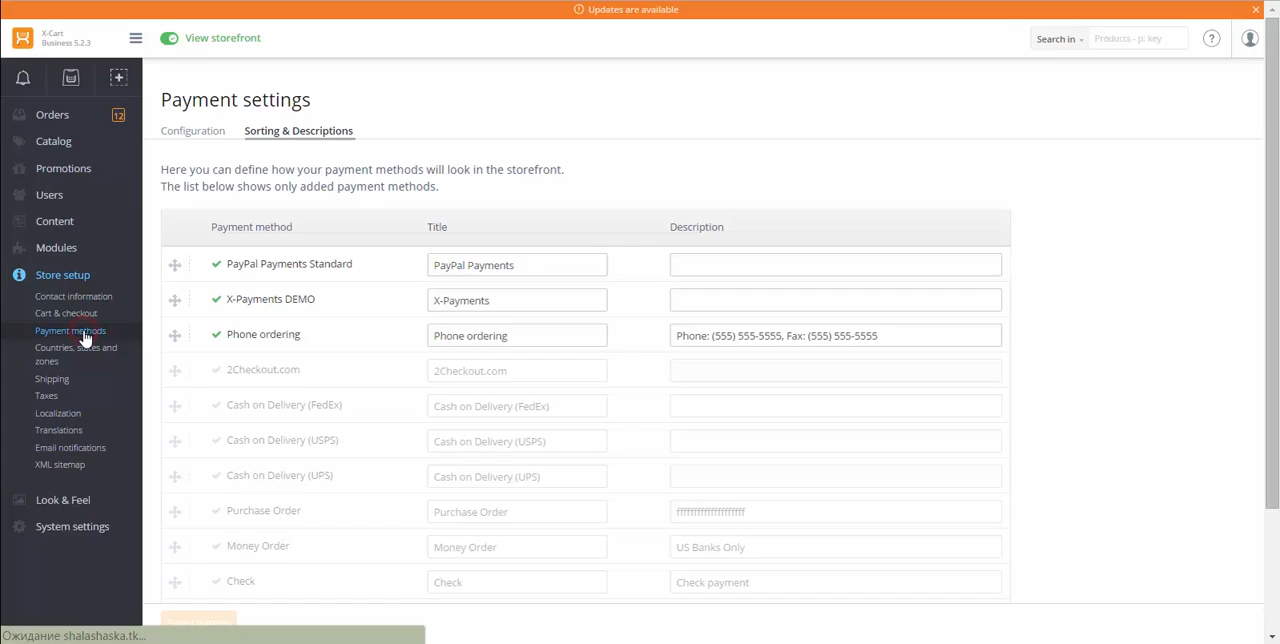 Updates are available
X-Cart
Business 5.2.3
View storefront
Search in
Products - p: key
?
Orders 12
Catalog
Promotions
Users
Content
Modules
Store setup
Contact information
Cart & checkout
Payment methods
Countries, states and
zones
Shipping
Taxes
Localization
Translations
Email notifications
XML sitemap
Look & Feel
System settings
Payment settings
Configuration Sorting & Descriptions
Here you can define how your payment methods will look in the storefront.
The list below shows only added payment methods.
Payment method Title Description
PayPal Payments Standard PayPal Payments
X-Payments DEMO X-Payments
Phone ordering Phone ordering Phone: (555) 555-5555, Fax: (555) 555-5555
2Checkout.com 2Checkout.com
Cash on Delivery (FedEx) Cash on Delivery (FedEx)
Cash on Delivery (USPS) Cash on Delivery (USPS)
Cash on Delivery (UPS) Cash on Delivery (UPS)
Purchase Order Purchase Order
Money Order Money Order US Banks Only
Check Check Check payment
Ожидание shalashaska.tk...